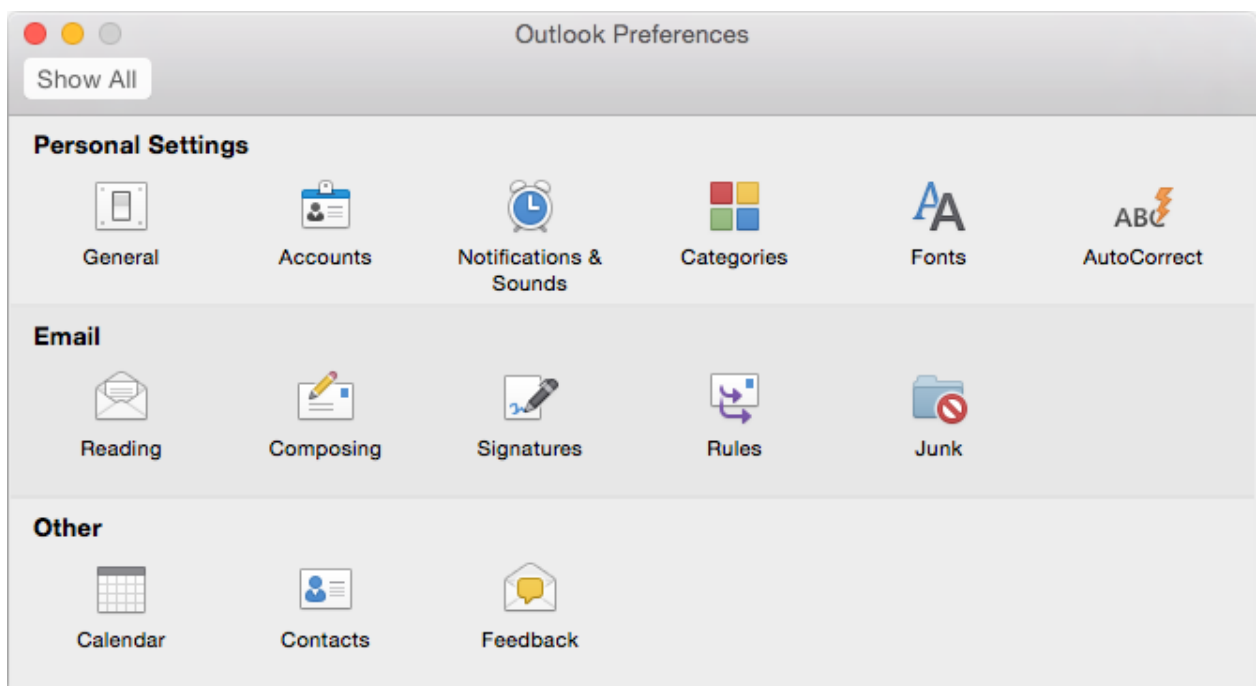 Outlook Preferences
Show All
Personal Settings
General
Accounts
Notifications &
Sounds
Categories
Fonts
ABC
AutoCorrect
Email
Reading
Composing
Signatures
Rules
Junk
Other
Calendar
Contacts
Feedback